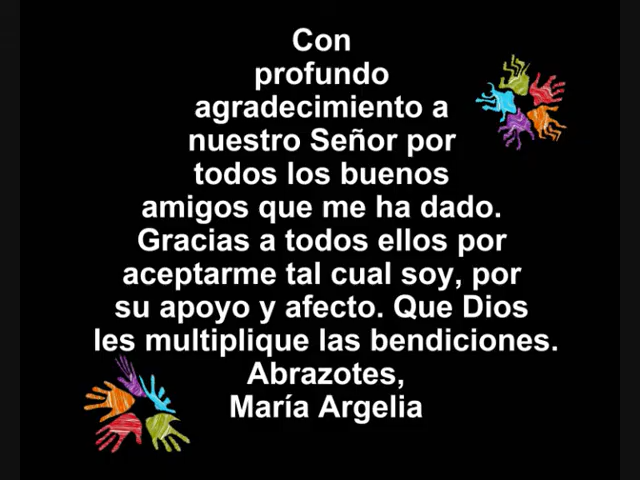 Con
profundo
agradecimiento a
nuestro Señor por
todos los buenos
amigos que me ha dado.
Gracias a todos ellos por
aceptarme tal cual soy, por
su apoyo y afecto. Que Dios
les multiplique las bendiciones.
Abrazotes,
María Argelia